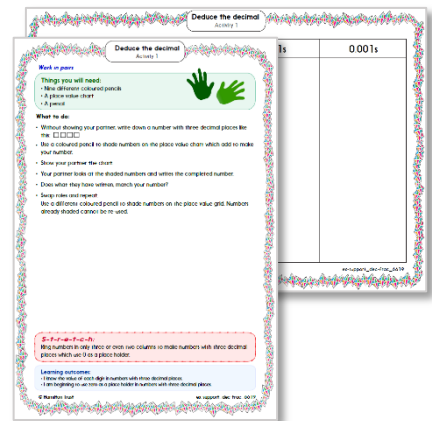 Deduce the decimal
Activity 1
1s
0.001s
ex-support_dec-frac_6619
Deduce the decimal
Activity 1
Work in pairs
Things you will need:
• Nine different coloured pencils
• A place value chart
• A pencil
What to do:
• Without showing your partner, write down a number with three decimal places like
this
• Use a coloured pencil to shade numbers on the place value chart which add to make
your number.
• Show your partner the chart
• Your partner looks at the shaded numbers and writes the completed number.
• Does what they have written, match your number?
• Swap roles and repeat
Use a different coloured pencil to shade numbers on the place value grid. Numbers
already shaded cannot be re-used.
S-t-r-e-t-c-h:
Ring numbers in only three or even two columns to make numbers with three decimal
places which use 0 as a place holder.
Learning outcomes:
• I know the value of each digit in numbers with three decimal places.
• I am beginning to use zero as a place holder in numbers with three decimal places.
© Hamilton Trust
ex-support_dec-frac_6619